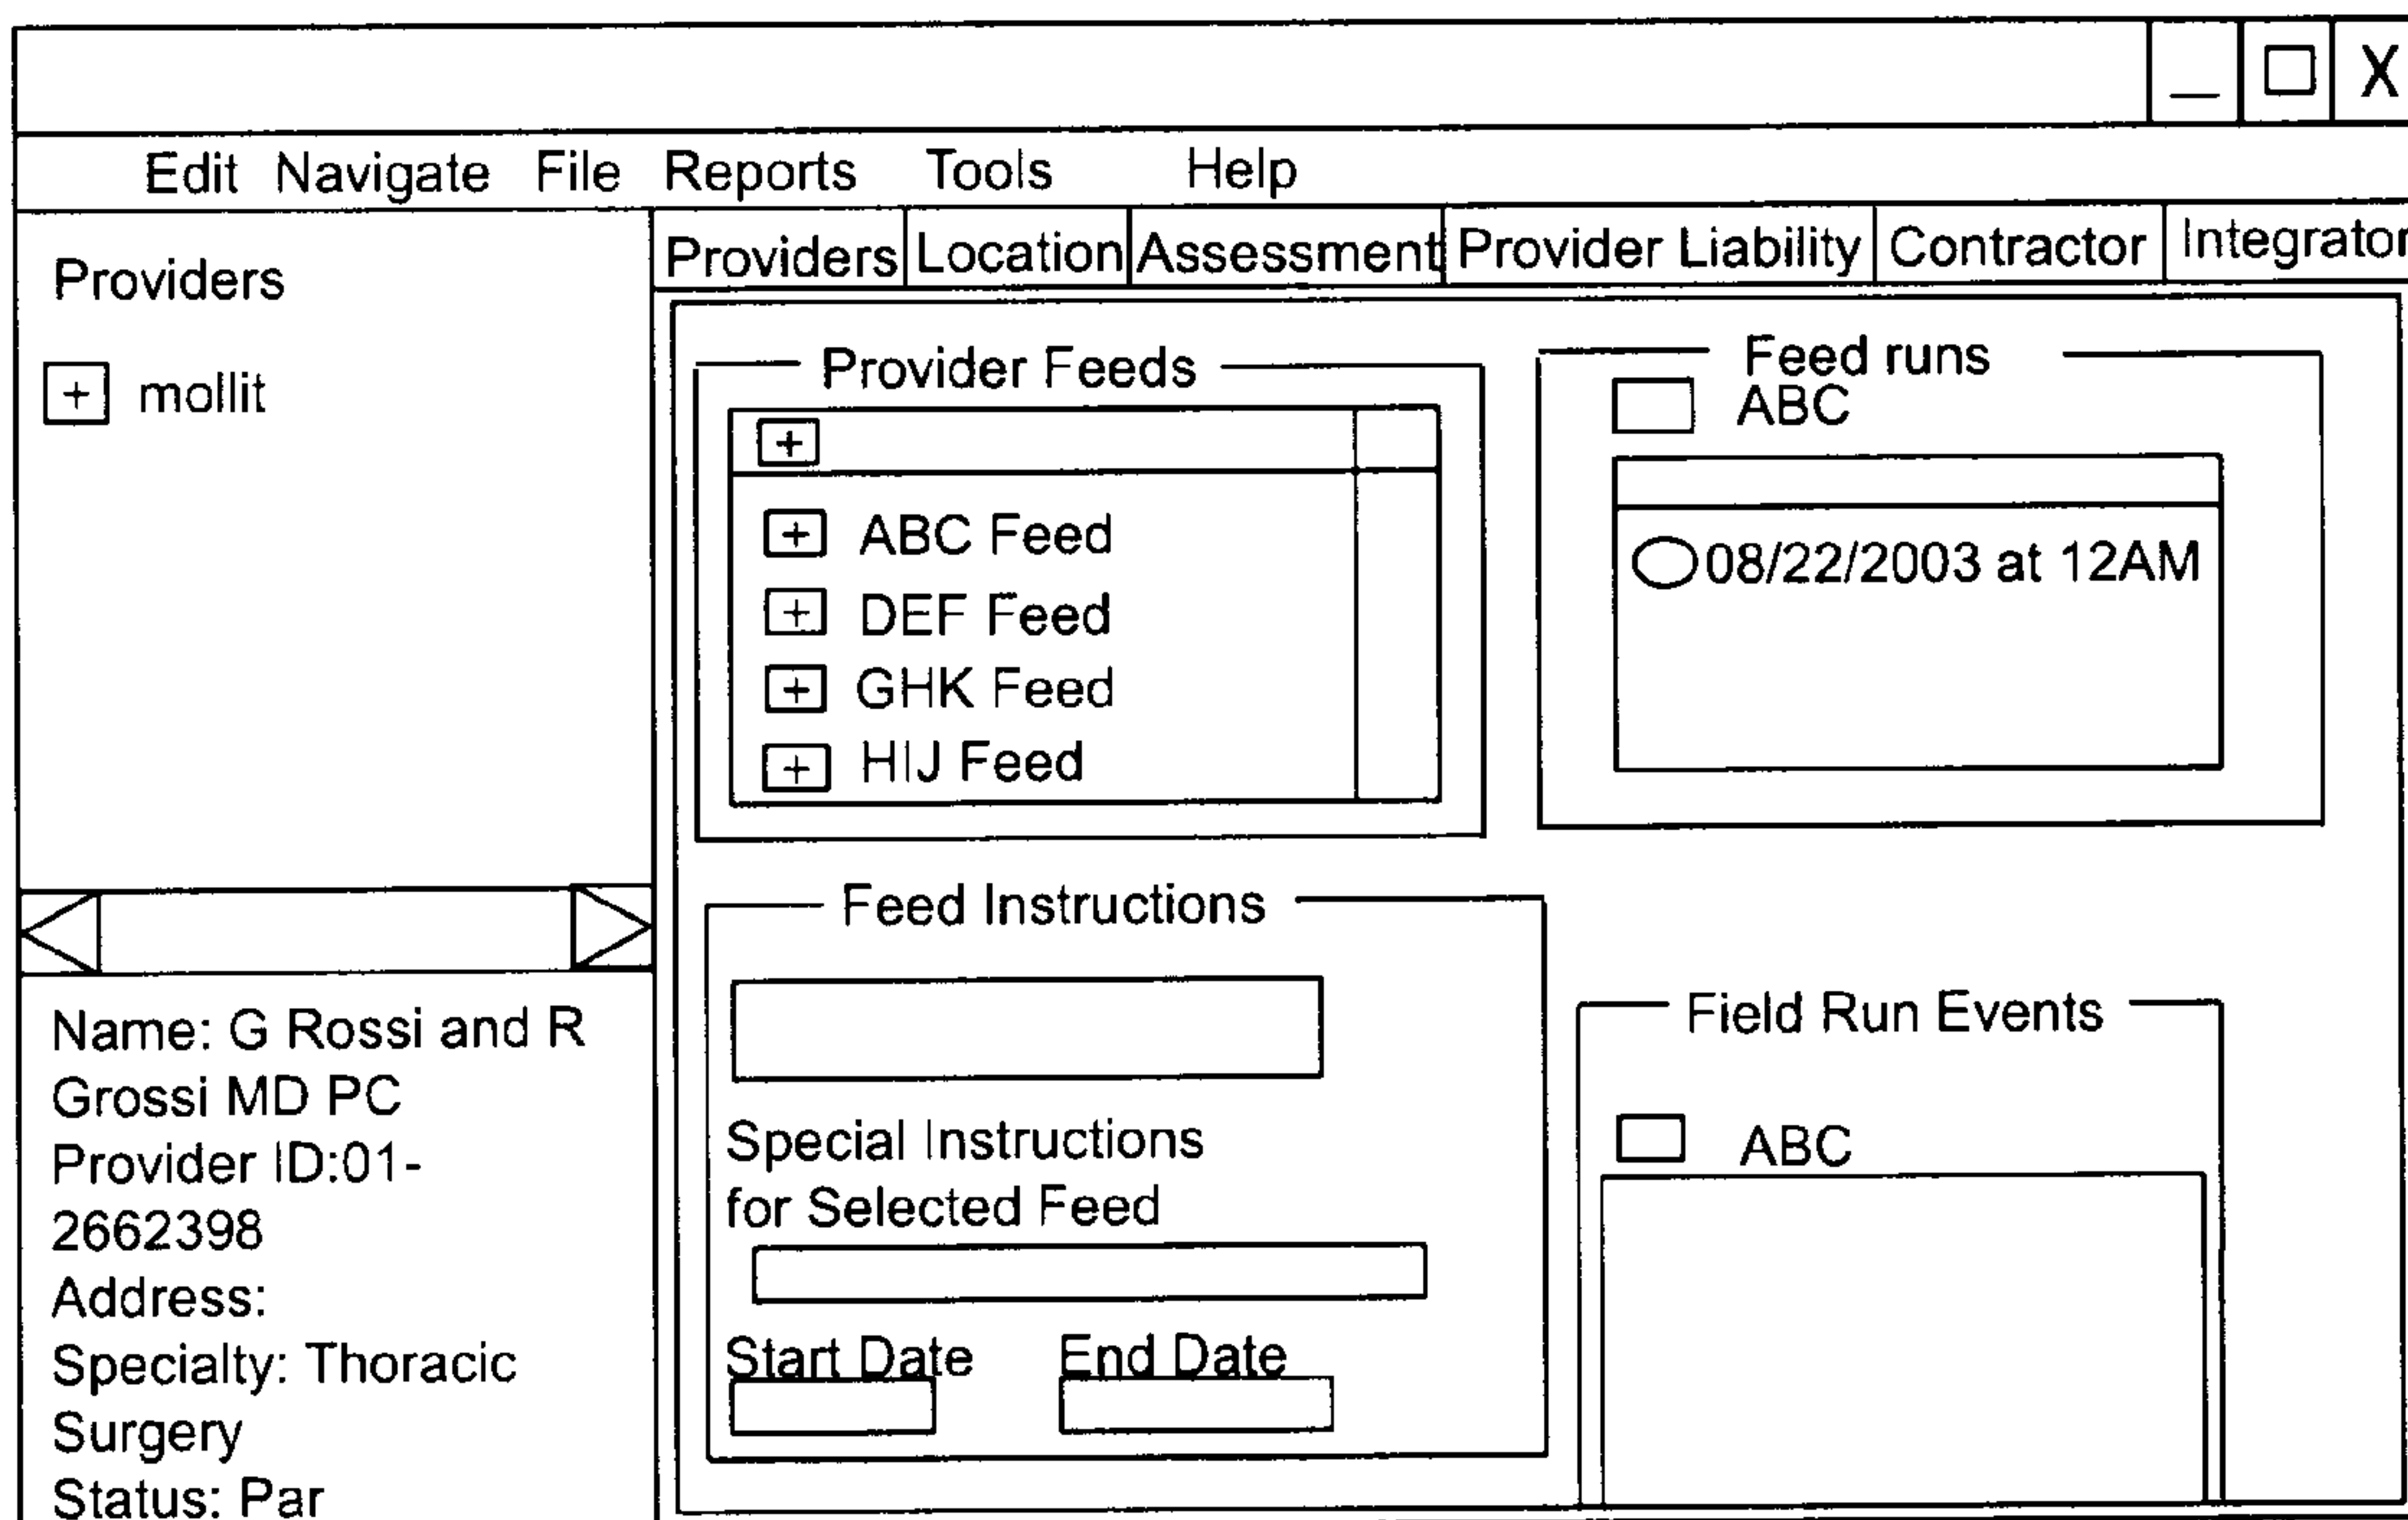 X
Edit Navigate File Reports Tools Help
Providers Location Assessment Provider Liability Contractor Integrator
Providers
+ mollit
Provider Feeds
+
+ ABC Feed
+ DEF Feed
+ GHK Feed
+ HIJ Feed
Feed runs
ABC
08/22/2003 at 12AM
Name: G Rossi and R
Grossi MD PC
Provider ID:01-
2662398
Address:
Specialty: Thoracic
Surgery
Status: Par
Feed Instructions
Special Instructions
for Selected Feed
Start Date End Date
Field Run Events
ABC